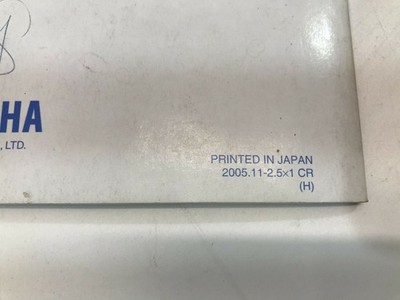 HA
, LTD.
PRINTED IN JAPAN
2005.11-2.5×1 CR
(H)